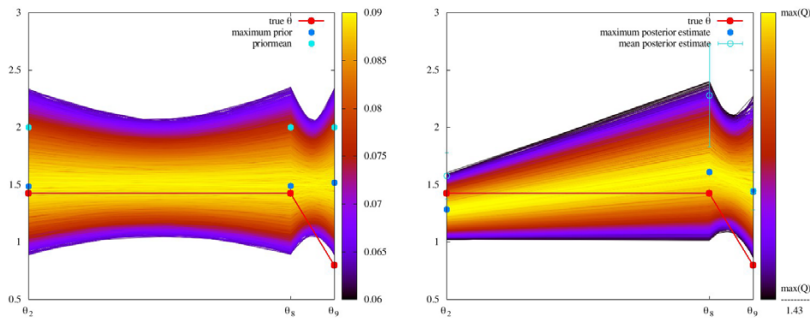 3
2.5
2
1.5
1
0.5
θ2
θ8
θ9
true θ
maximum prior
priormean
0.09
0.085
0.08
0.075
0.07
0.065
0.06
3
2.5
2
1.5
1
0.5
θ2
θ8
θ9
true θ
maximum posterior estimate
mean posterior estimate
max(Q)
max(Q)
1.43